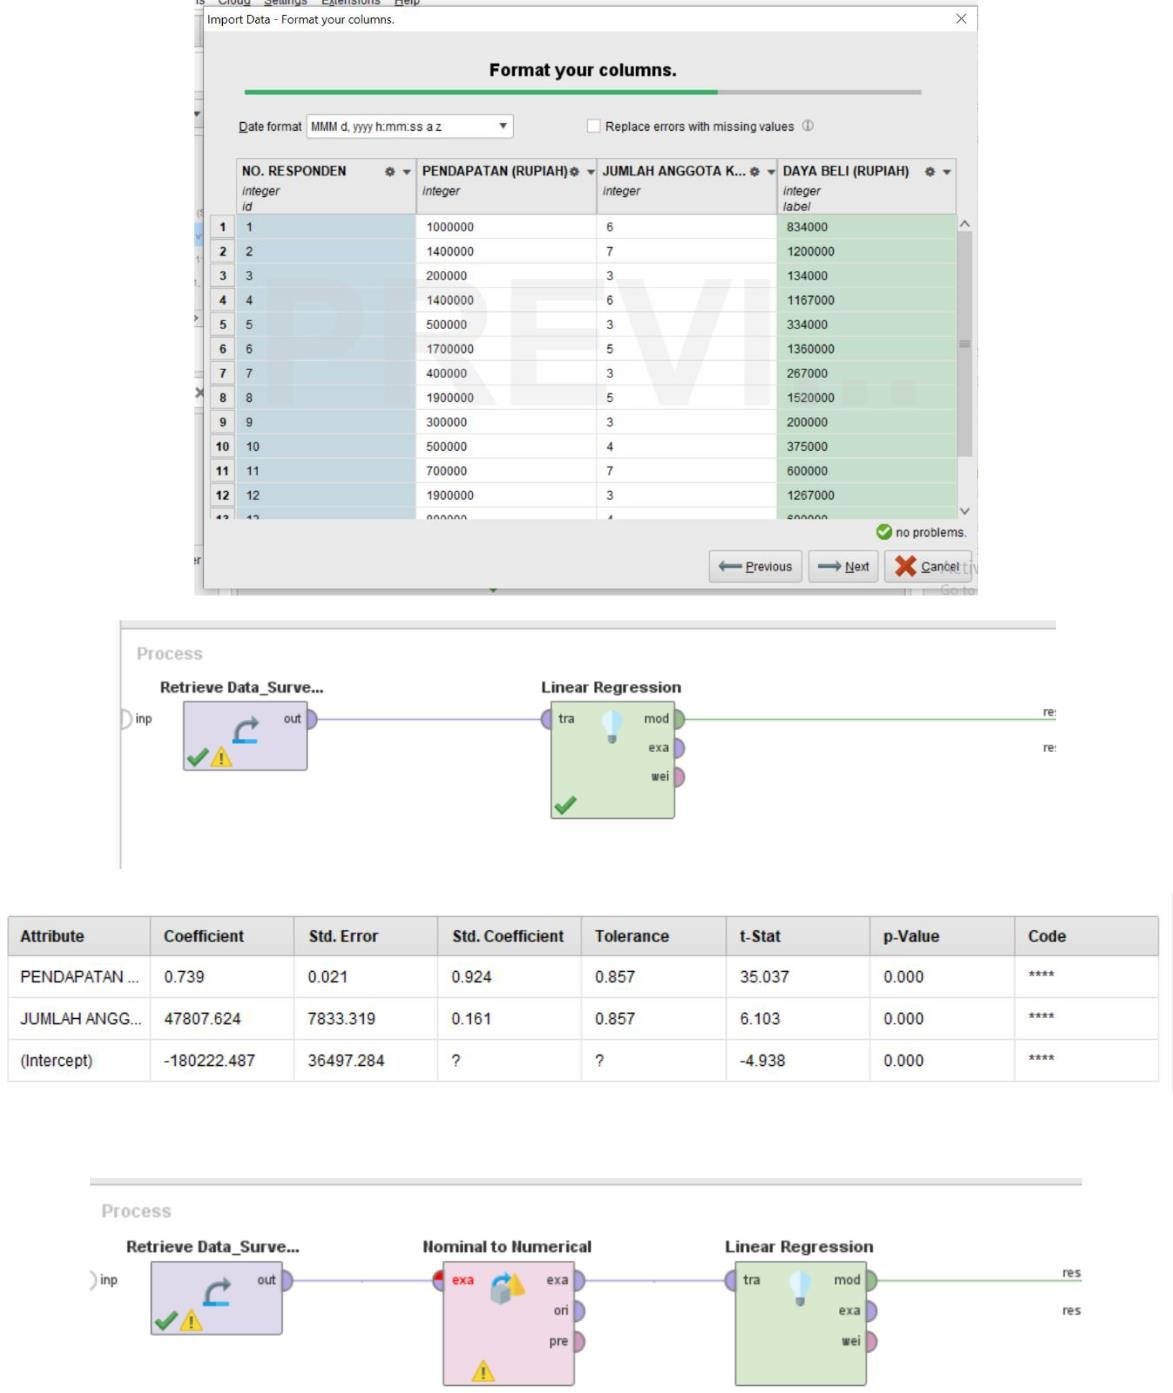 Cloud Settings Extensions Help
Import Data - Format your columns.
Format your columns.
Date format MMM d, yyyy h:mm:ss a z Replace errors with missing values
NO. RESPONDEN PENDAPATAN (RUPIAH) JUMLAH ANGGOTA K... DAYA BELI (RUPIAH)
integer integer integer integer
id label
1 1 1000000 6 834000
2 2 1400000 7 1200000
3 3 200000 3 134000
4 4 1400000 6 1167000
5 5 500000 3 334000
6 6 1700000 5 1360000
7 7 400000 3 267000
8 8 1900000 5 1520000
9 9 300000 3 200000
10 10 500000 4 375000
11 11 700000 7 600000
12 12 1900000 3 1267000
PREVI...
no problems.
Previous Next Cancel
Go to
Process
Retrieve Data_Surve... Linear Regression
inp out tra mod
exa
wei
Attribute Coefficient Std. Error Std. Coefficient Tolerance t-Stat p-Value Code
PENDAPATAN ... 0.739 0.021 0.924 0.857 35.037 0.000 ****
JUMLAH ANGG... 47807.624 7833.319 0.161 0.857 6.103 0.000 ****
(Intercept) -180222.487 36497.284 ? ? -4.938 0.000 ****
Process
Retrieve Data_Surve... Nominal to Numerical Linear Regression
inp out exa exa tra mod res
ori exa res
pre wei